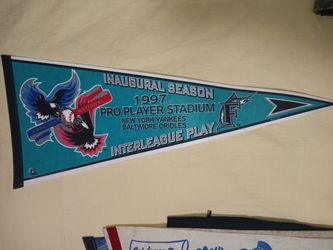 INAUGURAL SEASON
1997
PRO PLAYER STADIUM
NEW YORK YANKEES
BALTIMORE ORIOLES
INTERLEAGUE PLAY
F